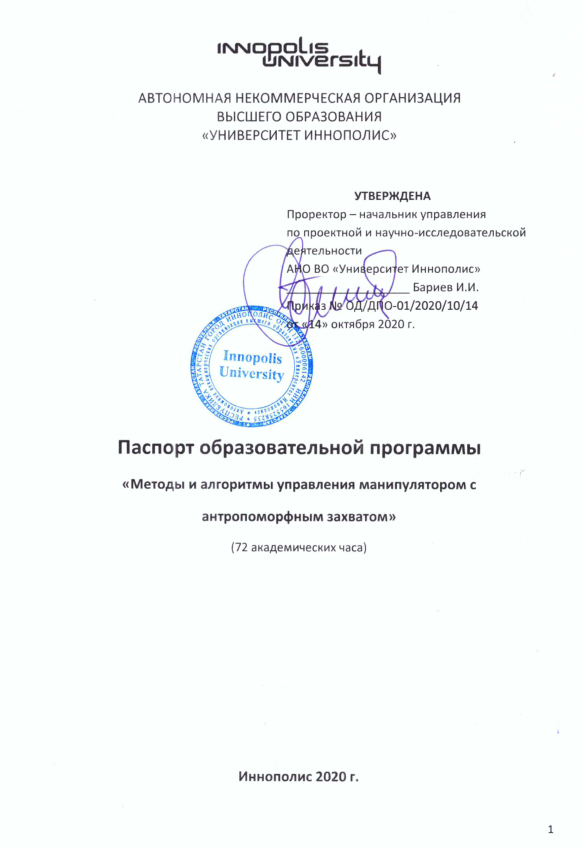 INNOPOLIS
UNIVERSITY
АВТОНОМНАЯ НЕКОММЕРЧЕСКАЯ ОРГАНИЗАЦИЯ
ВЫСШЕГО ОБРАЗОВАНИЯ
«УНИВЕРСИТЕТ ИННОПОЛИС»
УТВЕРЖДЕНА
Проректор – начальник управления
по проектной и научно-исследовательской
деятельности
АНО ВО «Университет Иннополис»
Бариев И.И.
Приказ № ОД/ДПО-01/2020/10/14
от «14» октября 2020 г.
Innopolis
University
Паспорт образовательной программы
«Методы и алгоритмы управления манипулятором с
антропоморфным захватом»
(72 академических часа)
Иннополис 2020 г.
1